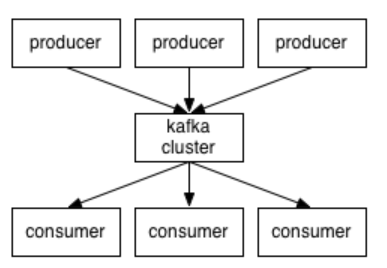 producer
producer
producer
kafka
cluster
consumer
consumer
consumer